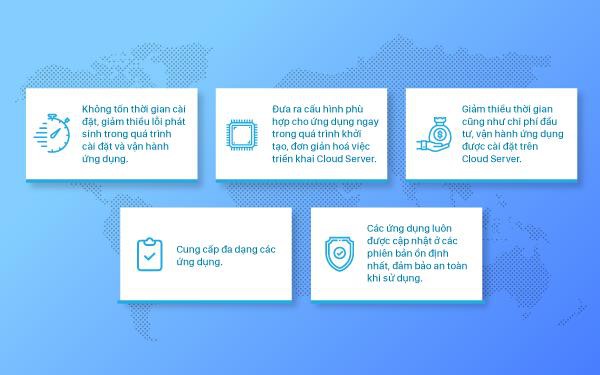 Không tốn thời gian cài
đặt, giảm thiểu lỗi phát
sinh trong quá trình
cài đặt và vận hành
ứng dụng.
Đưa ra cấu hình phù
hợp cho ứng dụng ngay
trong quá trình khởi
tạo, đơn giản hoá việc
triển khai Cloud Server.
Giảm thiểu thời gian
cũng như chi phí đầu
tư, vận hành ứng dụng
được cài đặt trên
Cloud Server.
Cung cấp đa dạng các
ứng dụng.
Các ứng dụng luôn
được cập nhật ở các
phiên bản ổn định
nhất, đảm bảo an toàn
khi sử dụng.